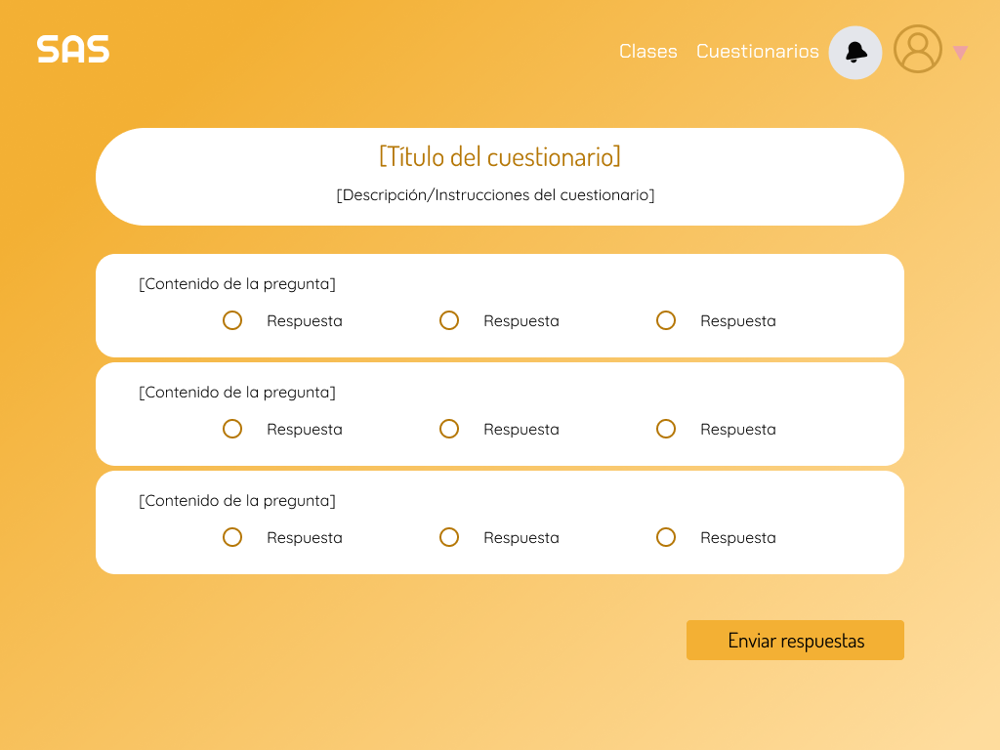 SAS
Clases Cuestionarios
[Título del cuestionario]
[Descripción/Instrucciones del cuestionario]
[Contenido de la pregunta]
Respuesta Respuesta Respuesta
[Contenido de la pregunta]
Respuesta Respuesta Respuesta
[Contenido de la pregunta]
Respuesta Respuesta Respuesta
Enviar respuestas